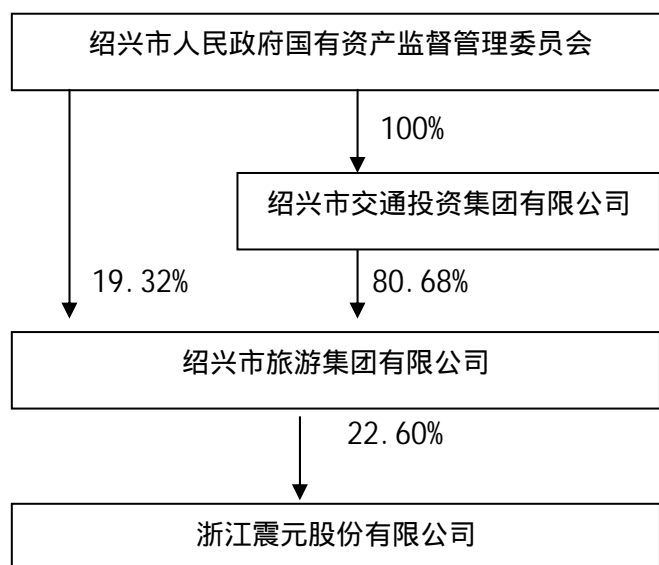 绍兴市人民政府国有资产监督管理委员会
100%
绍兴市交通投资集团有限公司
19.32%
80.68%
绍兴市旅游集团有限公司
22.60%
浙江震元股份有限公司